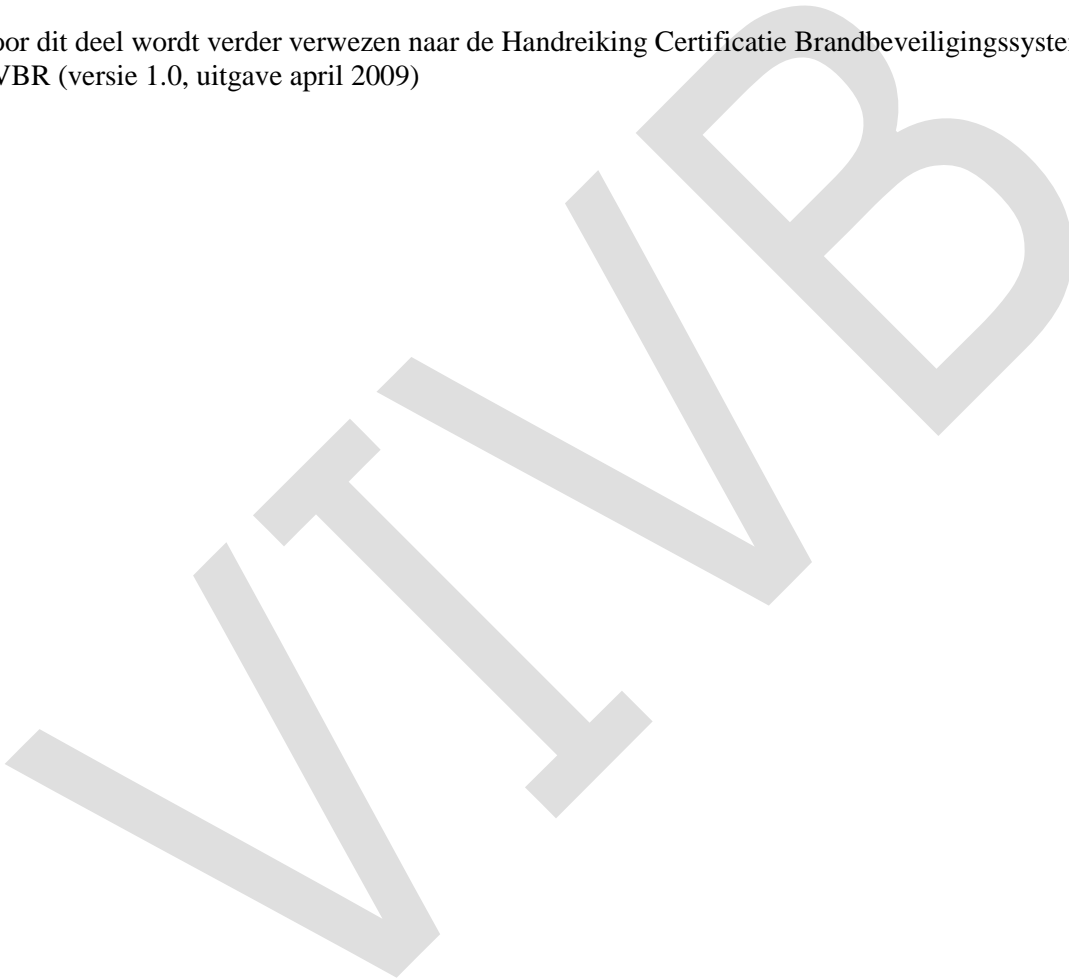 oor dit deel wordt verder verwezen naar de Handreiking Certificatie Brandbeveiligingssyste
VBR (versie 1.0, uitgave april 2009)
VIVB